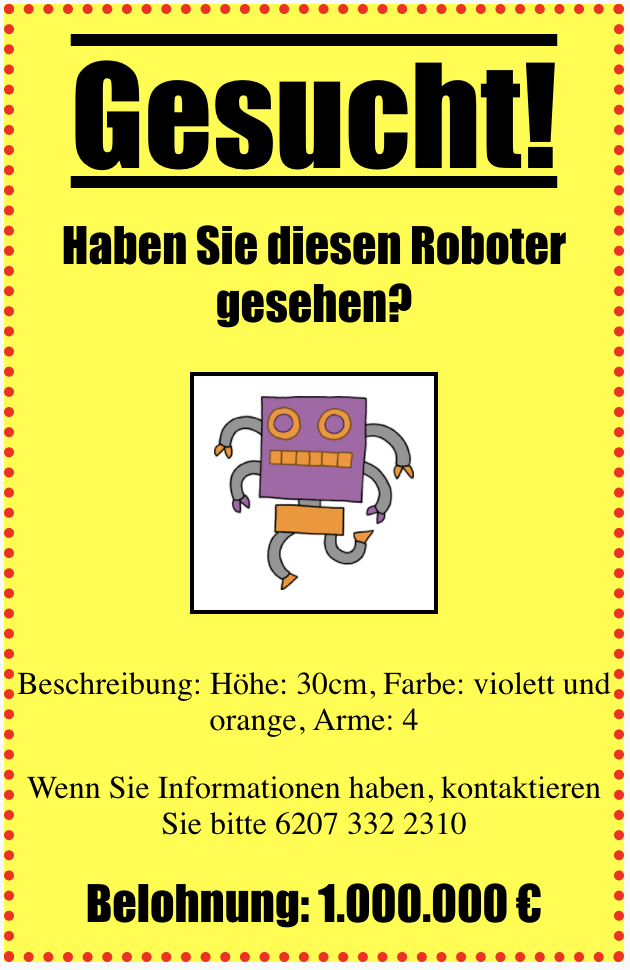 Gesucht!
Haben Sie diesen Roboter
gesehen?
Beschreibung: Höhe: 30cm, Farbe: violett und
orange, Arme: 4
Wenn Sie Informationen haben, kontaktieren
Sie bitte 6207 332 2310
Belohnung: 1.000.000 €